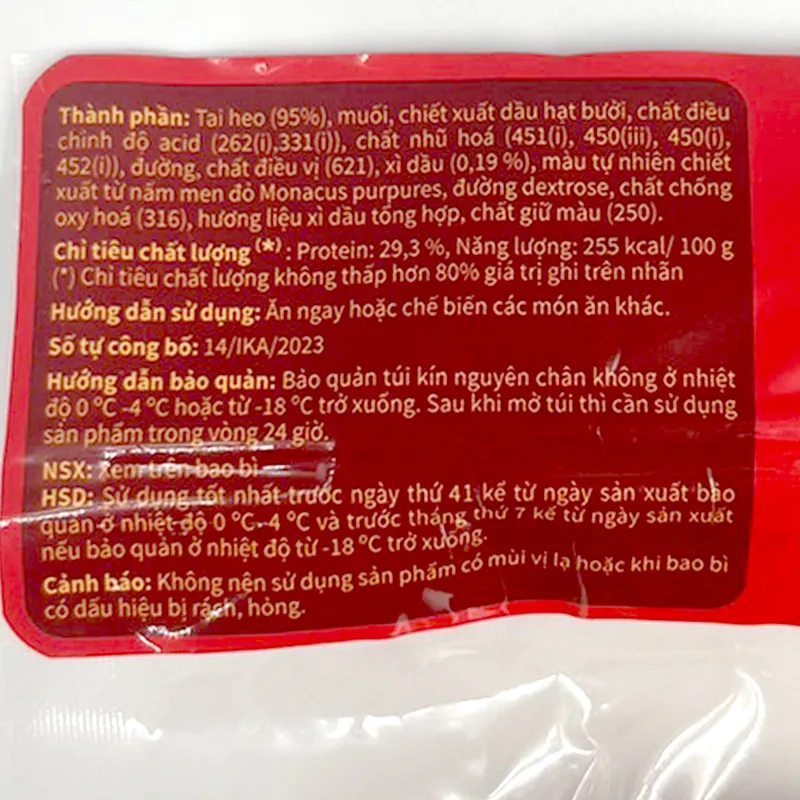 Thành phần: Tai heo (95%), muối, chiết xuất dầu hạt bưởi, chất điều
chỉnh độ acid (262(i),331(i)), chất nhũ hoá (451(i), 450(iii), 450(i),
452(i)), đường, chất điều vị (621), xì dầu (0,19 %), màu tự nhiên chiết
xuất từ nấm men đỏ Monacus purpures, đường dextrose, chất chống
oxy hoá (316), hương liệu xì dầu tổng hợp, chất giữ màu (250).
Chỉ tiêu chất lượng (*) : Protein: 29,3 %, Năng lượng: 255 kcal/ 100 g
(*) Chỉ tiêu chất lượng không thấp hơn 80% giá trị ghi trên nhãn
Hướng dẫn sử dụng: Ăn ngay hoặc chế biến các món ăn khác.
Số tự công bố: 14/IKA/2023
Hướng dẫn bảo quản: Bảo quản túi kín nguyên chân không ở nhiệt
độ 0 ºC -4 ºC hoặc từ -18 ºC trở xuống. Sau khi mở túi thì cần sử dụng
sản phẩm trong vòng 24 giờ.
NSX: Xem trên bao bì
HSD: Sử dụng tốt nhất trước ngày thứ 41 kể từ ngày sản xuất bảo
quản ở nhiệt độ 0 ºC- 4 ºC và trước tháng thứ 7 kể từ ngày sản xuất
nếu bảo quản ở nhiệt độ từ -18 ºC trở xuống.
Cảnh báo: Không nên sử dụng sản phẩm có mùi vị lạ hoặc khi bao bì
có dấu hiệu bị rách, hỏng.